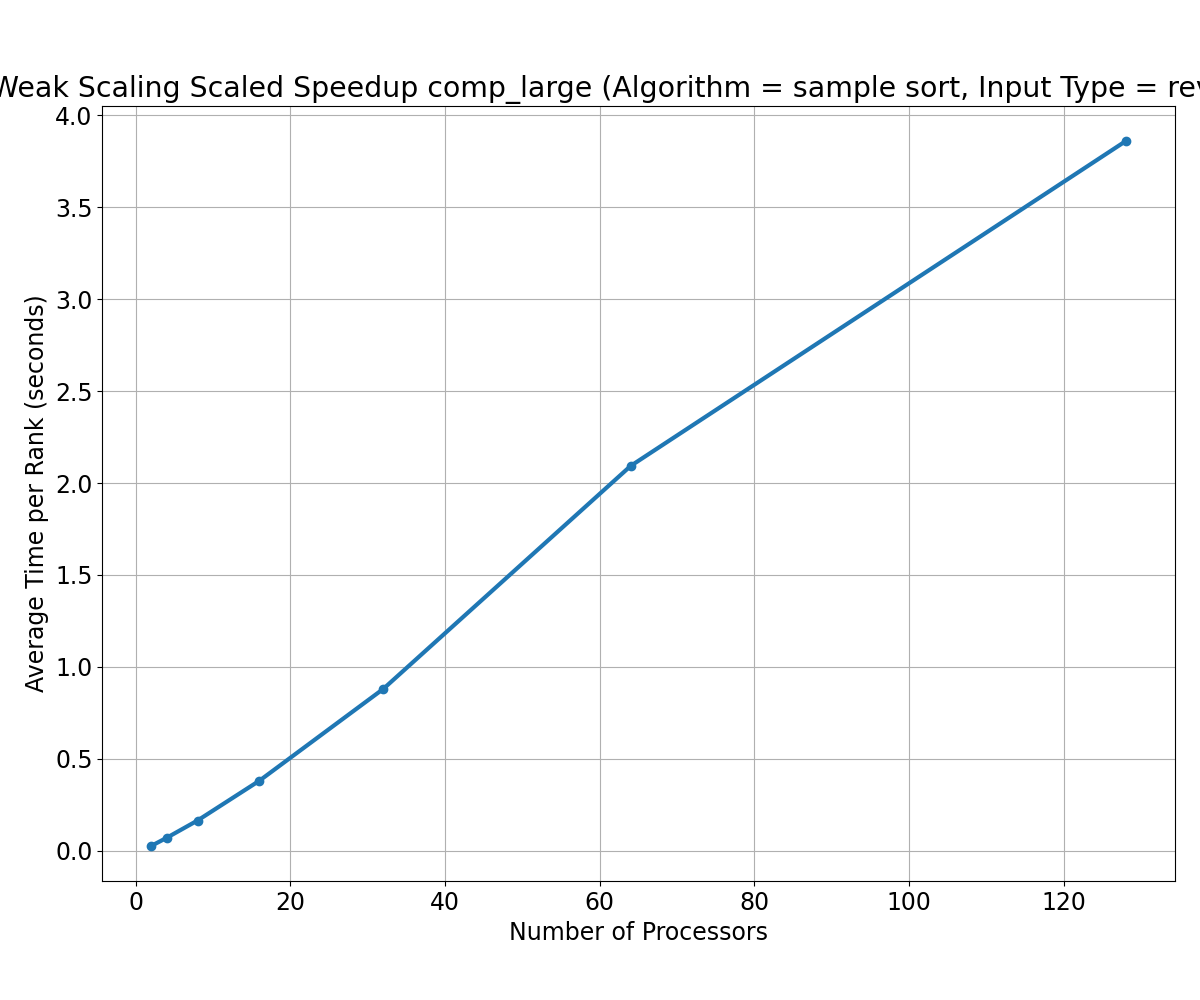 Weak Scaling Scaled Speedup comp_large (Algorithm = sample sort, Input Type =
4.0
3.5
3.0
2.5
2.0
1.5
1.0
0.5
0.0
Average Time per Rank (seconds)
0 20 40 60 80 100 120
Number of Processors